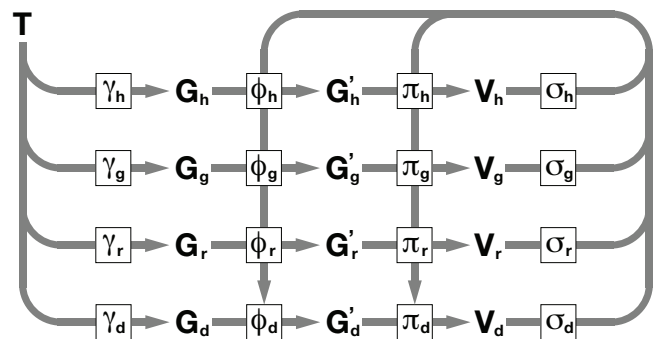 T
γh Gh ϕh G'h πh Vh σh
γg Gg ϕg G'g πg Vg σg
γr Gr ϕr G'r πr Vr σr
γd Gd ϕd G'd πd Vd σd